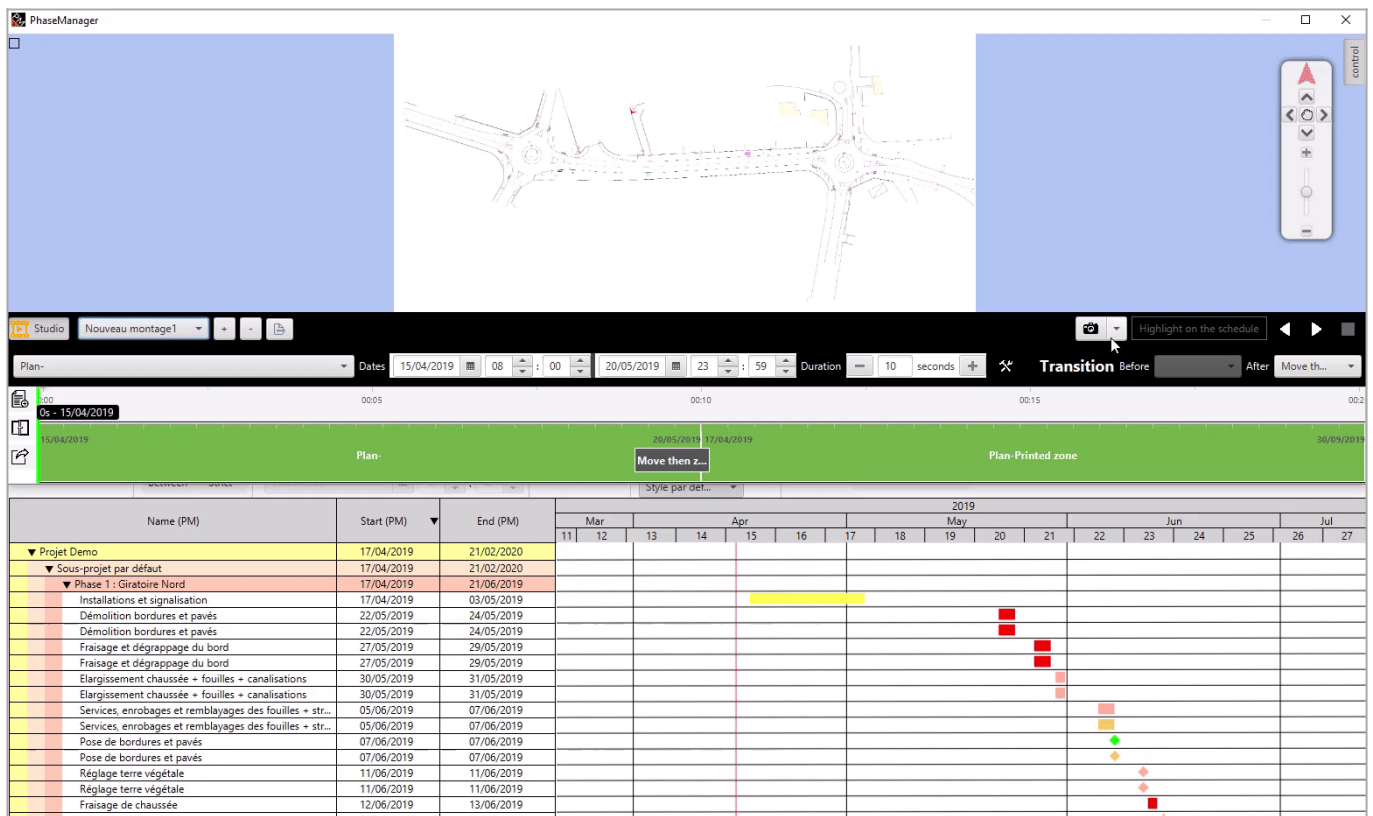 PhaseManager
control
Studio Nouveau montage1 + - Highlight on the schedule
Plan- Dates 15/04/2019 08 : 00 20/05/2019 23 : 59 Duration 10 seconds Transition Before After Move th...
00:05 00:10 00:15
0s - 15/04/2019
15/04/2019 20/05/2019 17/04/2019 30/09/2019
Plan- Move then z... Plan-Printed zone
Between Strict Style par déf...
2019
Name (PM) Start (PM) End (PM) Mar Apr May Jun Jul
11 12 13 14 15 16 17 18 19 20 21 22 23 24 25 26 27
Projet Demo 17/04/2019 21/02/2020
Sous-projet par défaut 17/04/2019 21/02/2020
Phase 1 : Giratoire Nord 17/04/2019 21/06/2019
Installations et signalisation 17/04/2019 03/05/2019
Démolition bordures et pavés 22/05/2019 24/05/2019
Démolition bordures et pavés 22/05/2019 24/05/2019
Fraisage et dégrappage du bord 27/05/2019 29/05/2019
Fraisage et dégrappage du bord 27/05/2019 29/05/2019
Elargissement chaussée + fouilles + canalisations 30/05/2019 31/05/2019
Elargissement chaussée + fouilles + canalisations 30/05/2019 31/05/2019
Services, enrobages et remblayages des fouilles + str... 05/06/2019 07/06/2019
Services, enrobages et remblayages des fouilles + str... 05/06/2019 07/06/2019
Pose de bordures et pavés 07/06/2019 07/06/2019
Pose de bordures et pavés 07/06/2019 07/06/2019
Réglage terre végétale 11/06/2019 11/06/2019
Réglage terre végétale 11/06/2019 11/06/2019
Fraisage de chaussée 12/06/2019 13/06/2019